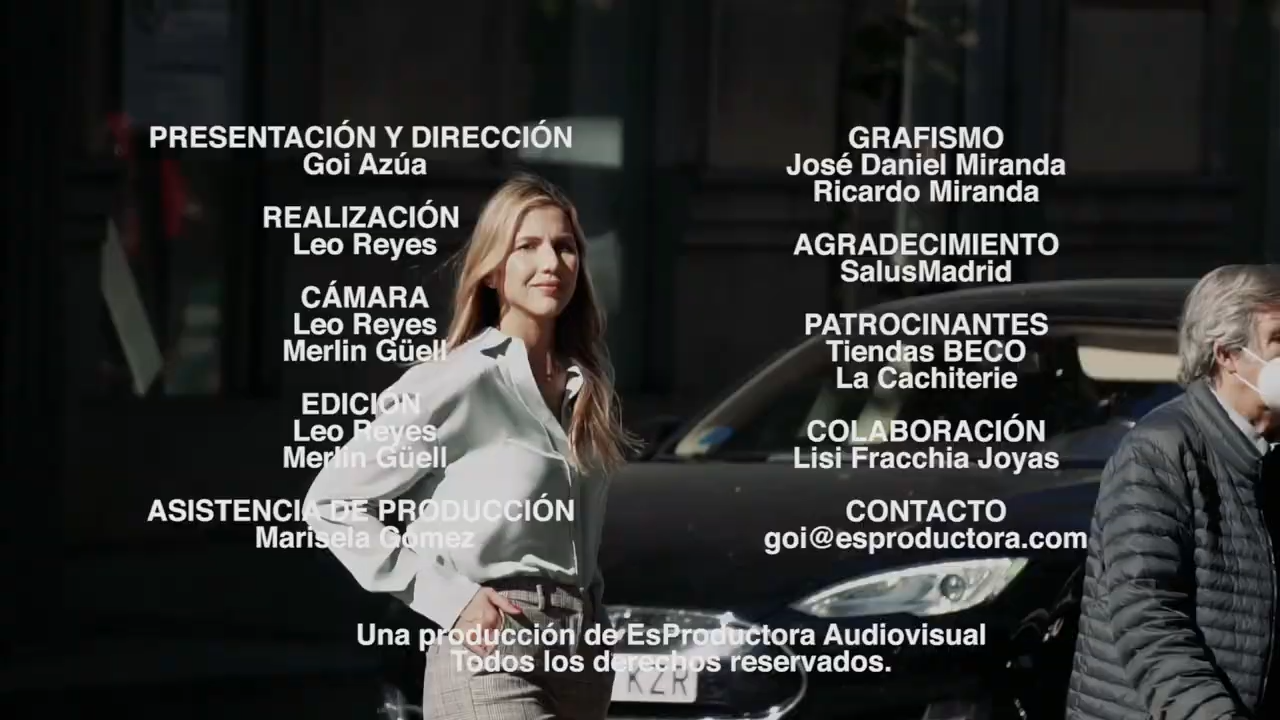 PRESENTACIÓN Y DIRECCIÓN
Goi Azúa
REALIZACIÓN
Leo Reyes
CÁMARA
Leo Reyes
Merlin Güell
EDICIÓN
Leo Reyes
Merlin Güell
ASISTENCIA DE PRODUCCIÓN
Marisela Gómez
GRAFISMO
José Daniel Miranda
Ricardo Miranda
AGRADECIMIENTO
SalusMadrid
PATROCINANTES
Tiendas BECO
La Cachiterie
COLABORACIÓN
Lisi Fracchia Joyas
CONTACTO
goi@esproductora.com
Una producción de EsProductora Audiovisual
Todos los derechos reservados.
KZR